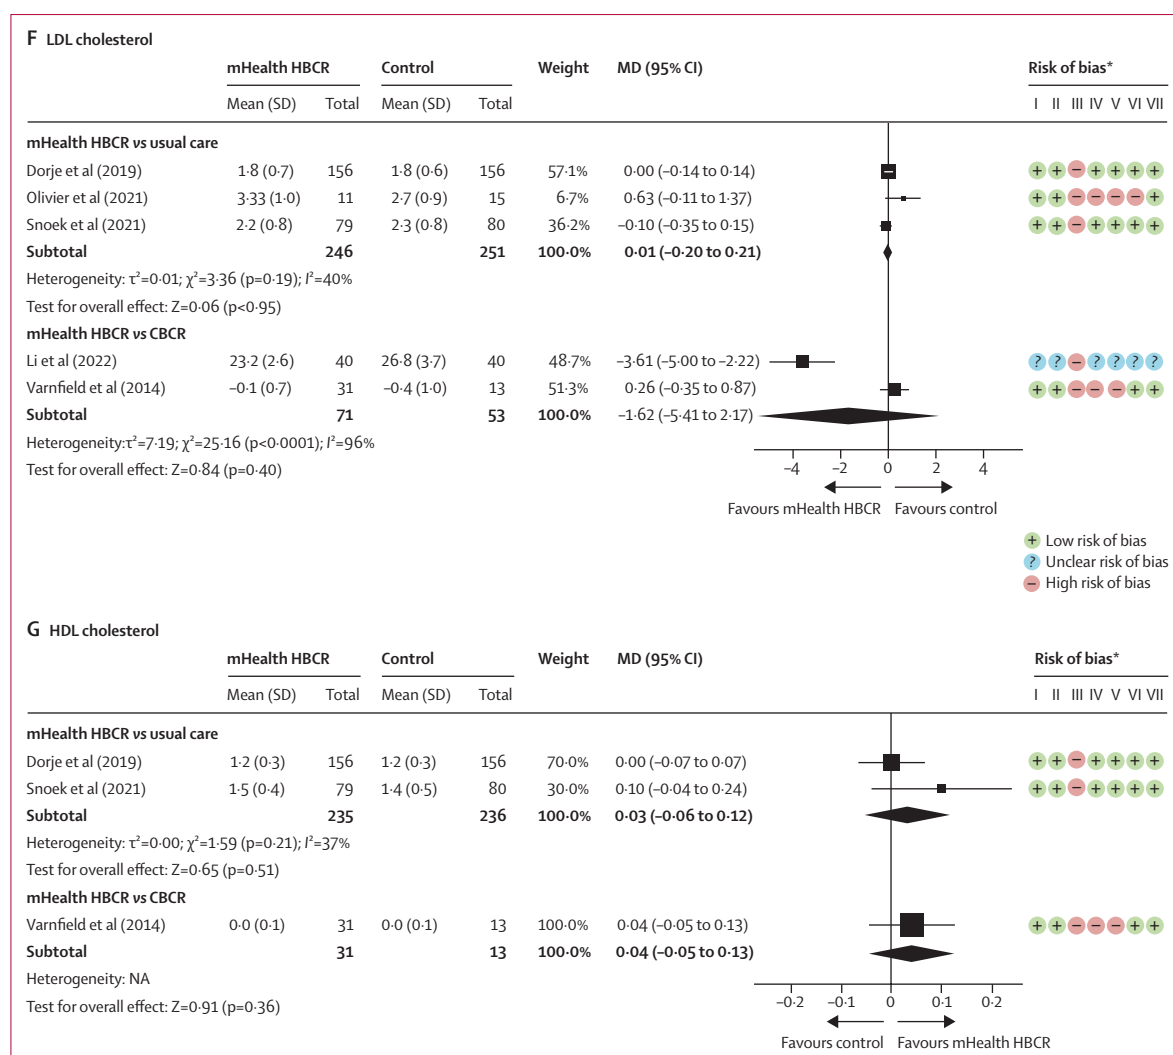 F LDL cholesterol
mHealth HBCR Control Weight MD (95% CI) Risk of bias*
Mean (SD) Total Mean (SD) Total I II III IV V VI VII
mHealth HBCR vs usual care
Dorje et al (2019) 1·8 (0·7) 156 1·8 (0·6) 156 57·1% 0·00 (–0·14 to 0·14) + + – + + + +
Olivier et al (2021) 3·33 (1·0) 11 2·7 (0·9) 15 6·7% 0·63 (–0·11 to 1·37) + + – – – – +
Snoek et al (2021) 2·2 (0·8) 79 2·3 (0·8) 80 36·2% –0·10 (–0·35 to 0·15) + + – + + + +
Subtotal 246 251 100·0% 0·01 (–0·20 to 0·21)
Heterogeneity: τ²=0·01; χ²=3·36 (p=0·19); I²=40%
Test for overall effect: Z=0·06 (p<0·95)
mHealth HBCR vs CBCR
Li et al (2022) 23·2 (2·6) 40 26·8 (3·7) 40 48·7% –3·61 (–5·00 to –2·22) ? ? – ? ? ? ?
Varnfield et al (2014) –0·1 (0·7) 31 –0·4 (1·0) 13 51·3% 0·26 (–0·35 to 0·87) + + – – – + +
Subtotal 71 53 100·0% –1·62 (–5·41 to 2·17)
Heterogeneity:τ²=7·19; χ²=25·16 (p<0·0001); I²=96%
Test for overall effect: Z=0·84 (p=0·40)
–4 –2 0 2 4
Favours mHealth HBCR Favours control
+ Low risk of bias
? Unclear risk of bias
– High risk of bias
G HDL cholesterol
mHealth HBCR Control Weight MD (95% CI) Risk of bias*
Mean (SD) Total Mean (SD) Total I II III IV V VI VII
mHealth HBCR vs usual care
Dorje et al (2019) 1·2 (0·3) 156 1·2 (0·3) 156 70·0% 0·00 (–0·07 to 0·07) + + – + + + +
Snoek et al (2021) 1·5 (0·4) 79 1·4 (0·5) 80 30·0% 0·10 (–0·04 to 0·24) + + – + + + +
Subtotal 235 236 100·0% 0·03 (–0·06 to 0·12)
Heterogeneity: τ²=0·00; χ²=1·59 (p=0·21); I²=37%
Test for overall effect: Z=0·65 (p=0·51)
mHealth HBCR vs CBCR
Varnfield et al (2014) 0·0 (0·1) 31 0·0 (0·1) 13 100·0% 0·04 (–0·05 to 0·13) + + – – – + +
Subtotal 31 13 100·0% 0·04 (–0·05 to 0·13)
Heterogeneity: NA
Test for overall effect: Z=0·91 (p=0·36)
–0·2 –0·1 0 0·1 0·2
Favours control Favours mHealth HBCR